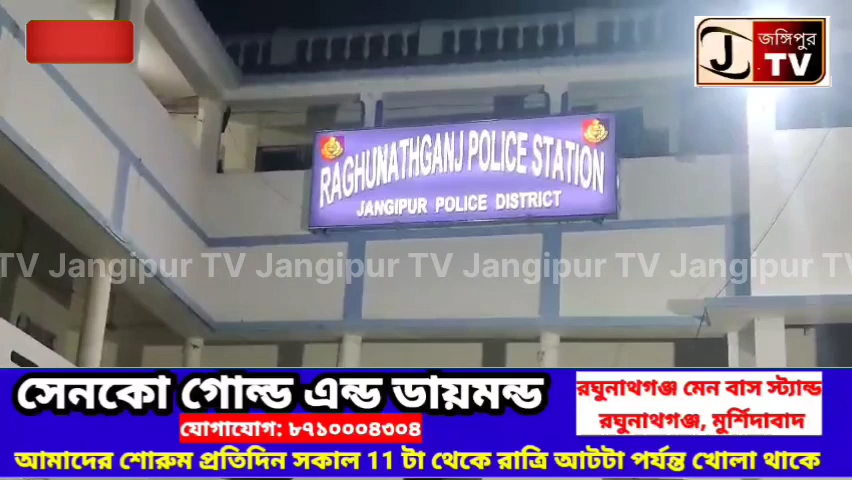 জঙ্গিপুর
J TV
RAGHUNATHGANJ POLICE STATION
JANGIPUR POLICE DISTRICT
TV Jangipur TV Jangipur TV Jangipur TV Jangipur TV
সেনকো গোল্ড এন্ড ডায়মন্ড
যোগাযোগ: ৮৭১০০০৪৩০৪
রঘুনাথগঞ্জ মেন বাস স্ট্যান্ড
রঘুনাথগঞ্জ, মুর্শিদাবাদ
আমাদের শোরুম প্রতিদিন সকাল 11 টা থেকে রাত্রি আটটা পর্যন্ত খোলা থাকে